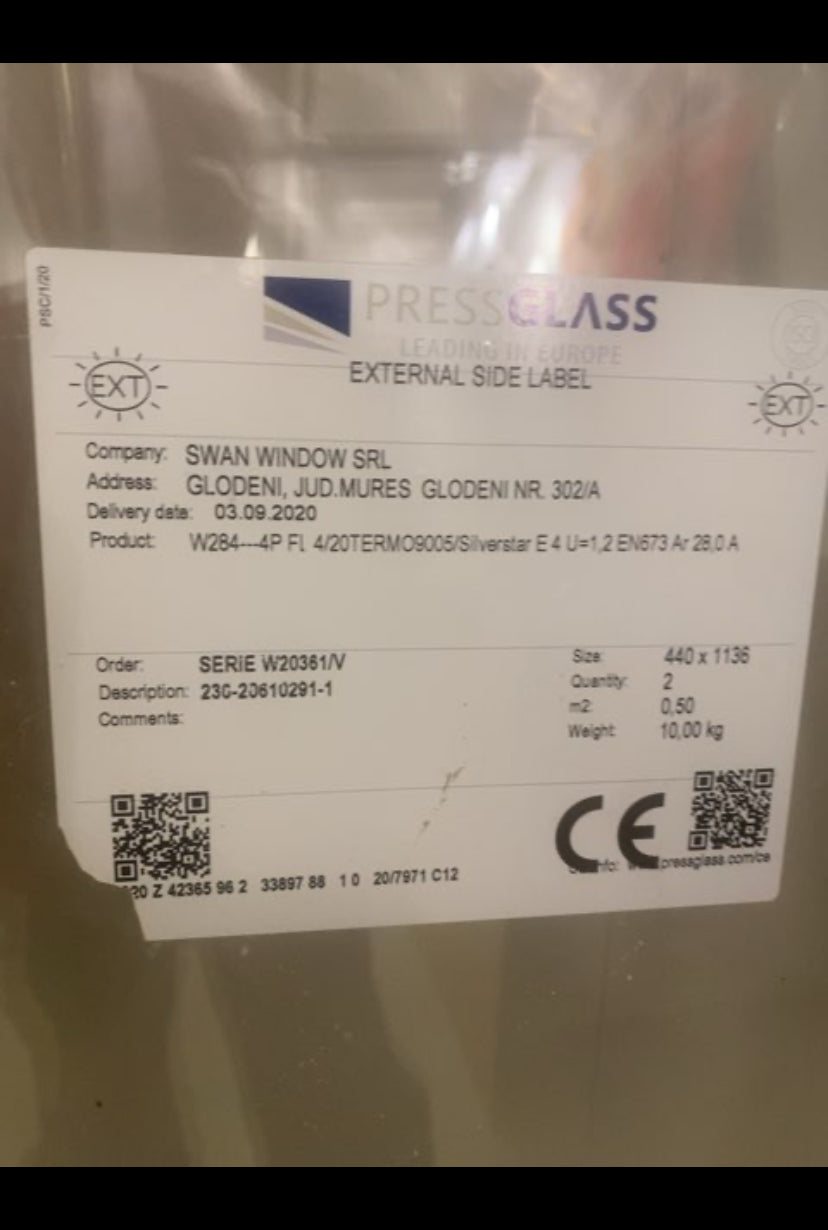 PSC/1/20
PRESSGLASS
LEADING IN EUROPE
EXT
EXTERNAL SIDE LABEL
EXT
Company: SWAN WINDOW SRL
Address: GLODENI, JUD.MURES GLODENI NR. 302/A
Delivery date: 03.09.2020
Product: W284---4P FL 4/20TERMO9005/Silverstar E 4 U=1,2 EN673 Ar 28,0 A
Order: SERIE W20361/V
Size: 440 x 1136
Description: 236-20610291-1
Quantity: 2
Comments:
m2: 0,50
Weight: 10,00 kg
CE
pressglass.com/ce
20 Z 42365 96 2 33897 88 1 0 20/7971 C12